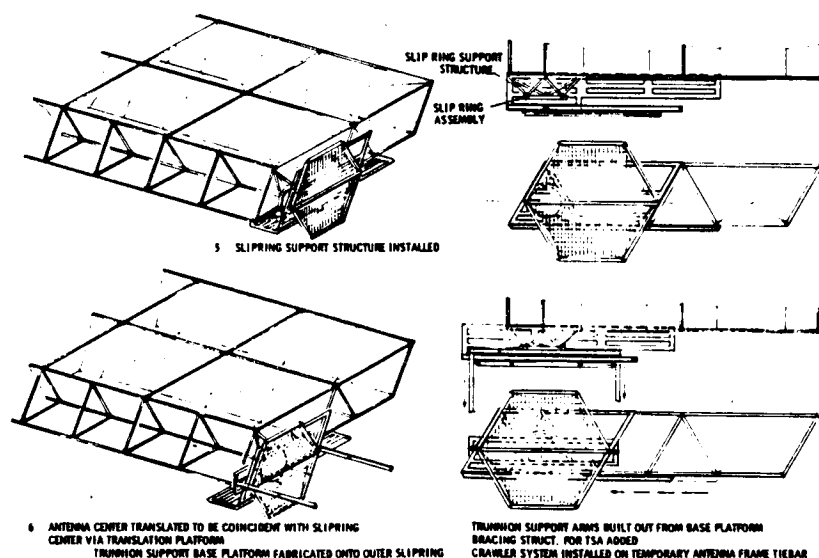 SLIP RING SUPPORT
STRUCTURE
SLIP RING
ASSEMBLY
5 SLIPRING SUPPORT STRUCTURE INSTALLED
6 ANTENNA CENTER TRANSLATED TO BE COINCIDENT WITH SLIPRING
CENTER VIA TRANSLATION PLATFORM
TRUNNION SUPPORT BASE PLATFORM FABRICATED ONTO OUTER SLIPRING
TRUNNION SUPPORT ARMS BUILT OUT FROM BASE PLATFORM
BRACING STRUCT. FOR TSA ADDED
CRAWLER SYSTEM INSTALLED ON TEMPORARY ANTENNA FRAME TIEBAR